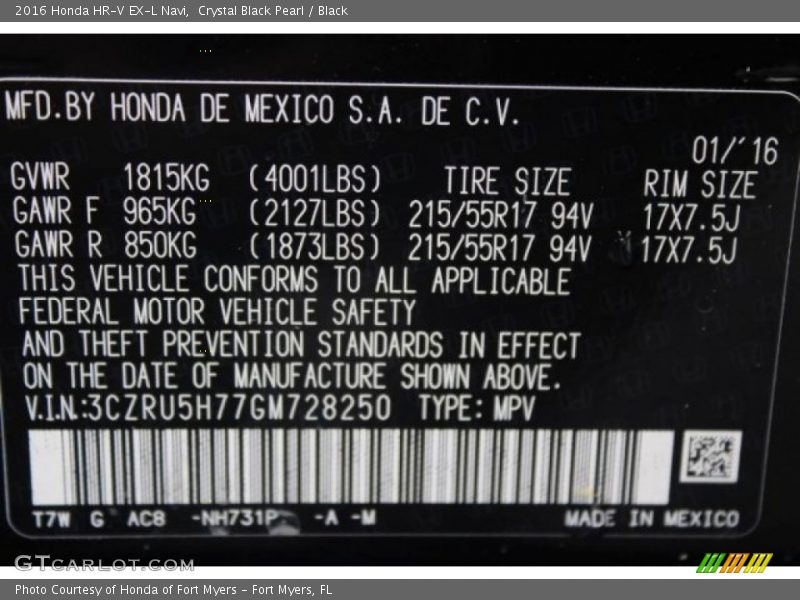 2016 Honda HR-V EX-L Navi,  Crystal Black Pearl / Black
MFD.BY HONDA DE MEXICO S.A. DE C.V.
01/'16
GVWR 1815KG (4001LBS) TIRE SIZE RIM SIZE
GAWR F 965KG (2127LBS) 215/55R17 94V 17X7.5J
GAWR R 850KG (1873LBS) 215/55R17 94V 17X7.5J
THIS VEHICLE CONFORMS TO ALL APPLICABLE
FEDERAL MOTOR VEHICLE SAFETY
AND THEFT PREVENTION STANDARDS IN EFFECT
ON THE DATE OF MANUFACTURE SHOWN ABOVE.
V.I.N.:3CZRU5H77GM728250 TYPE: MPV
T7W G AC8 -NH731P -A -M MADE IN MEXICO
GTCarLot.com
Photo Courtesy of Honda of Fort Myers - Fort Myers, FL